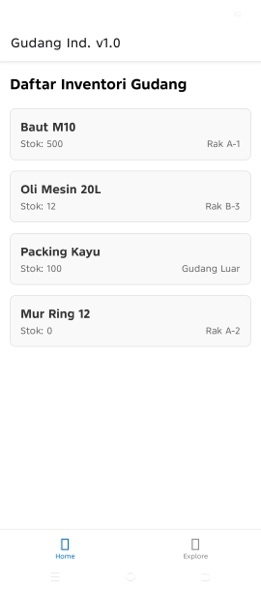 Gudang Ind. v1.0
Daftar Inventori Gudang
Baut M10
Stok: 500 Rak A-1
Oli Mesin 20L
Stok: 12 Rak B-3
Packing Kayu
Stok: 100 Gudang Luar
Mur Ring 12
Stok: 0 Rak A-2
Home Explore